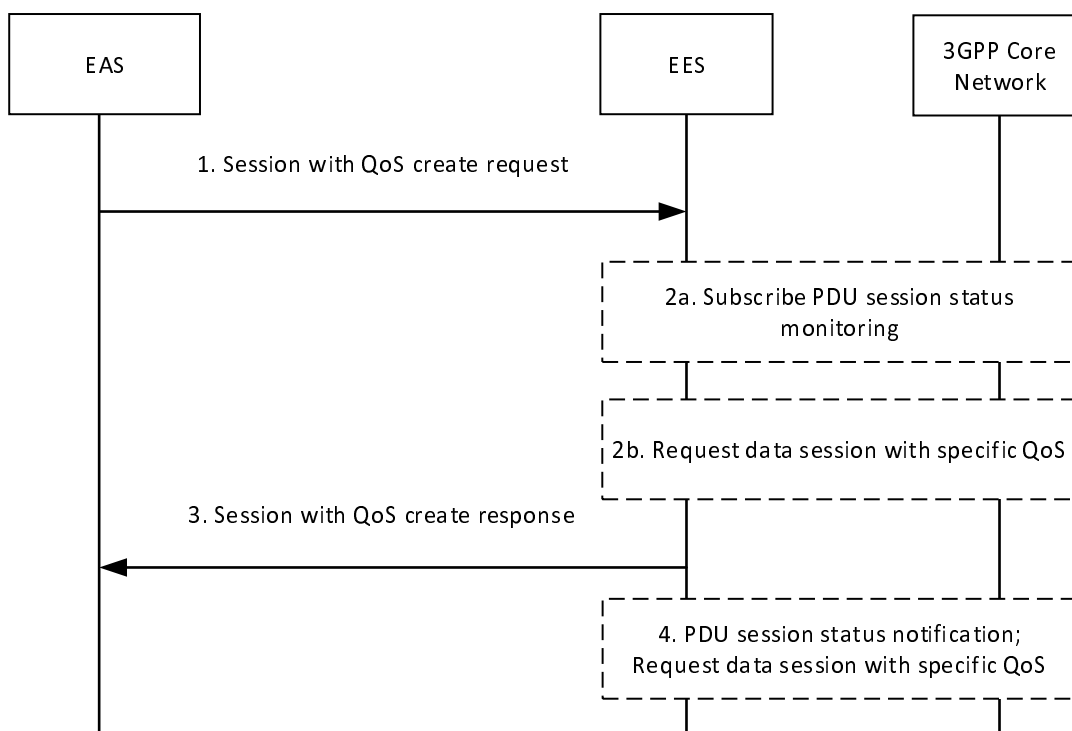 EAS
EES
3GPP Core
Network
1. Session with QoS create request
2a. Subscribe PDU session status
monitoring
2b. Request data session with specific QoS
3. Session with QoS create response
4. PDU session status notification;
Request data session with specific QoS